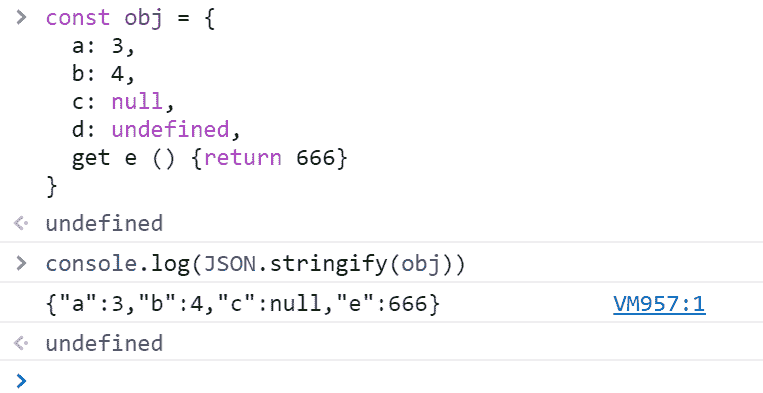 const obj = {
  a: 3,
  b: 4,
  c: null,
  d: undefined,
  get e () {return 666}
}
undefined
console.log(JSON.stringify(obj))
{"a":3,"b":4,"c":null,"e":666} VM957:1
undefined